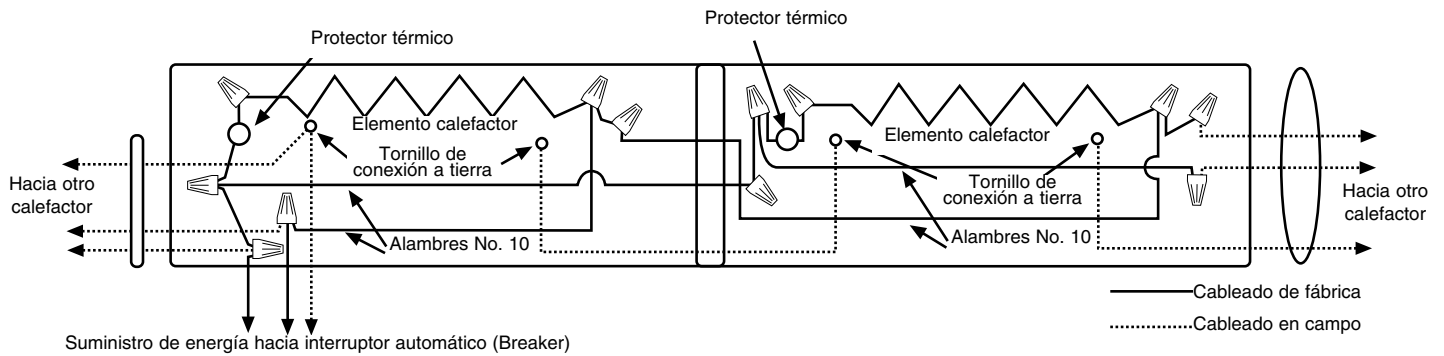 Protector térmico
Protector térmico
Elemento calefactor
Elemento calefactor
Tornillo de
conexión a tierra
Tornillo de
conexión a tierra
Hacia otro
calefactor
Hacia otro
calefactor
Alambres No. 10
Alambres No. 10
Cableado de fábrica
Cableado en campo
Suministro de energía hacia interruptor automático (Breaker)